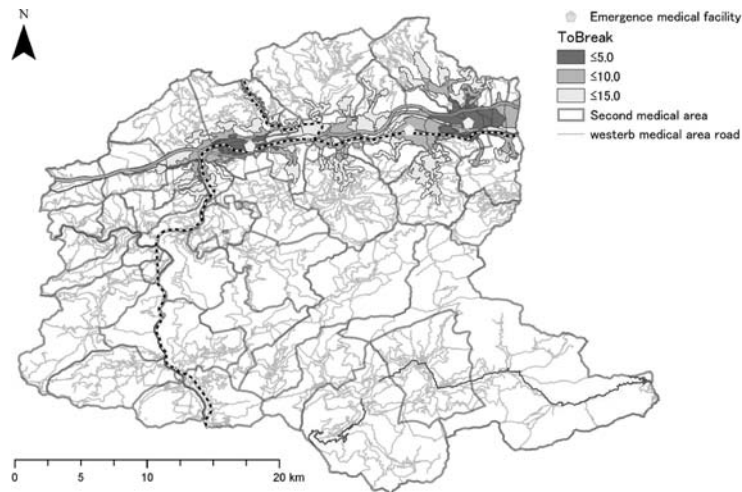 N
Emergence medical facility
ToBreak
≤5.0
≤10.0
≤15.0
Second medical area
westerb medical area road
0 5 10 20 km